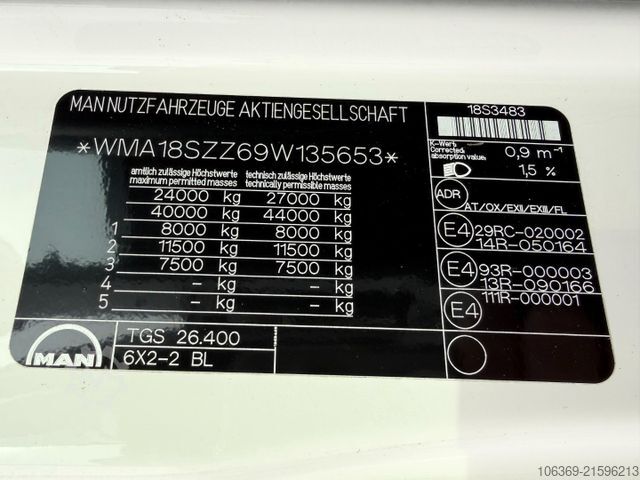 MAN NUTZFAHRZEUGE AKTIENGESELLSCHAFT
*WMA18SZZ69W135653*
amtlich zulässige Höchstwerte technisch zulässige Höchstwerte
maximum permitted masses technically permissible masses
24000 kg 27000 kg
40000 kg 44000 kg
1 8000 kg 8000 kg
2 11500 kg 11500 kg
3 7500 kg 7500 kg
4 - kg - kg
5 - kg - kg
MAN
TGS 26.400
6X2-2 BL
18S3483
K-Wert
Corrected
absorption value: 0,9 m-1
1,5 %
ADR AT/OX/EXII/EXIII/FL
E4 29RC-020002
14R-050164
E4 93R-000003
13R-090166
E4 111R-000001
106369-21596213